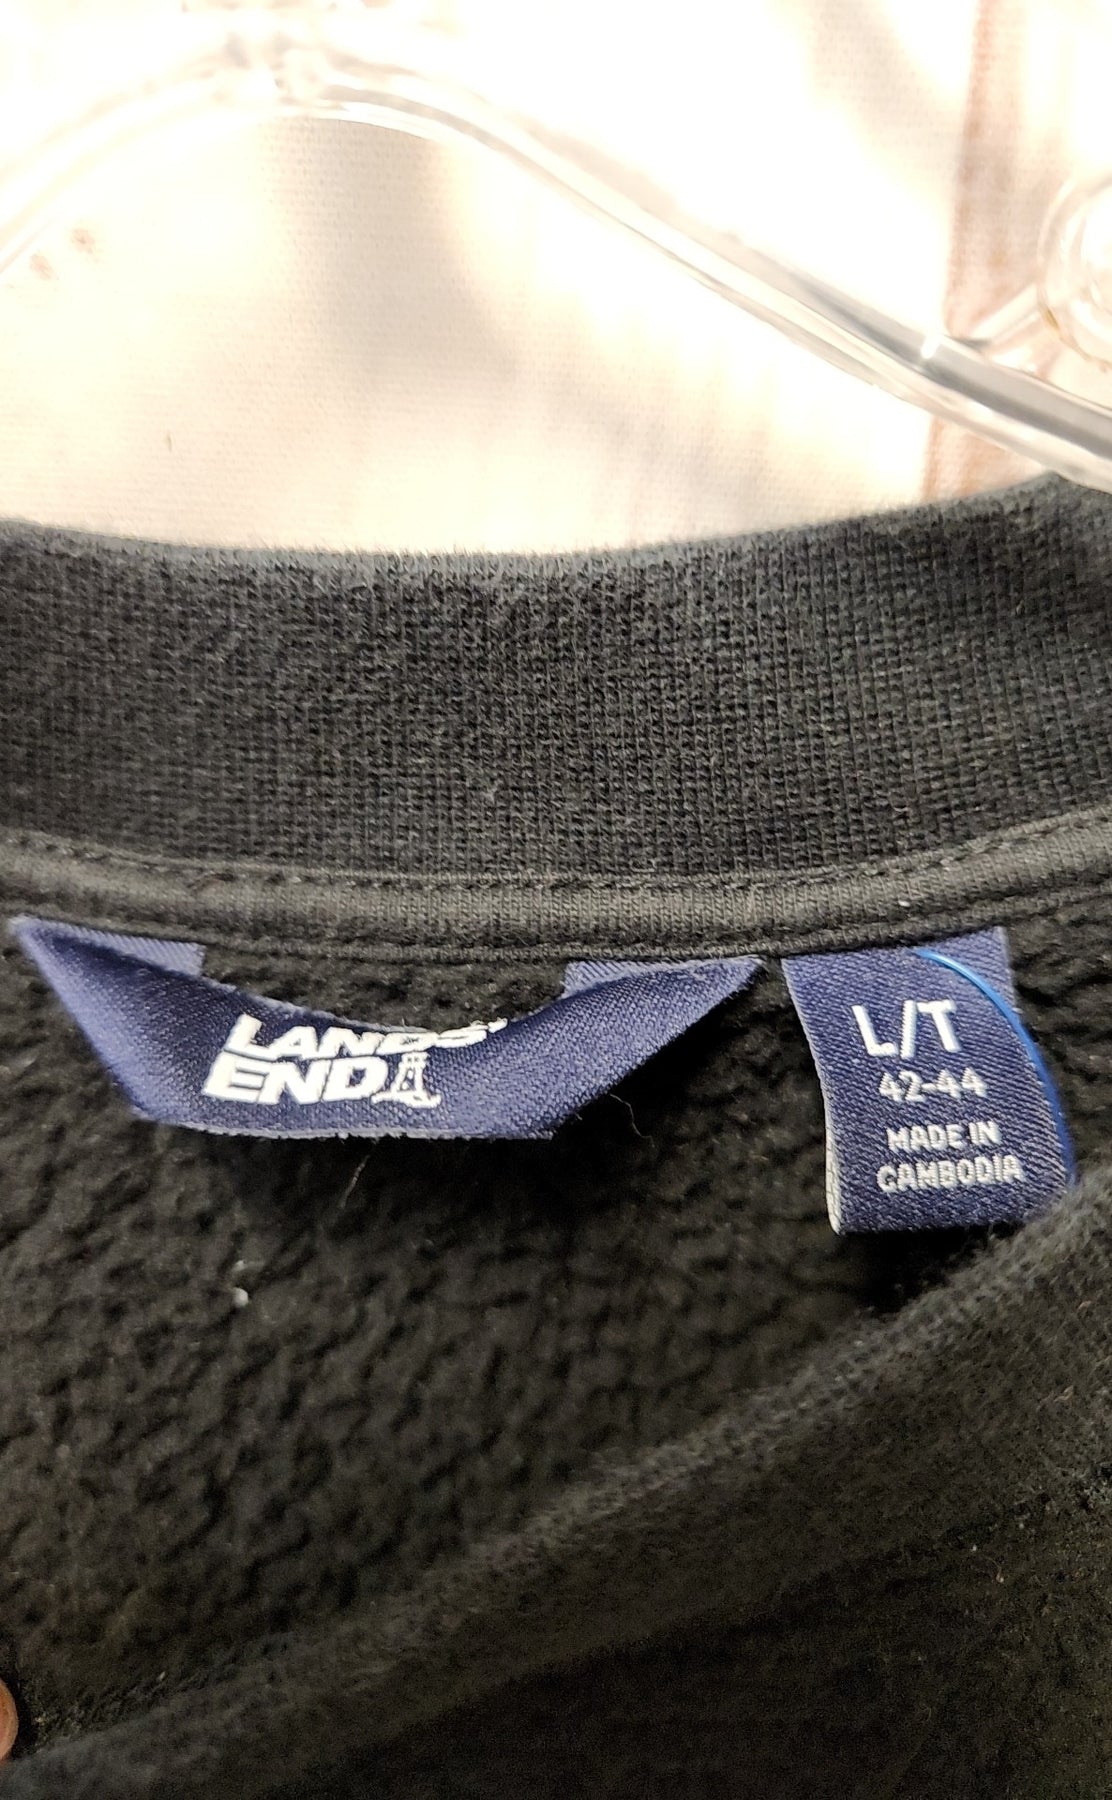 LANDS'
END
L/T
42-44
MADE IN
CAMBODIA